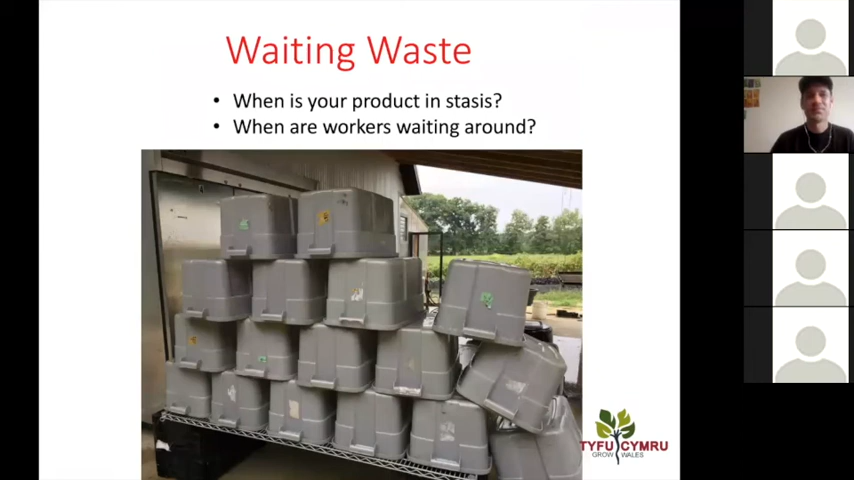 Waiting Waste
• When is your product in stasis?
• When are workers waiting around?
TYFU CYMRU
GROW WALES